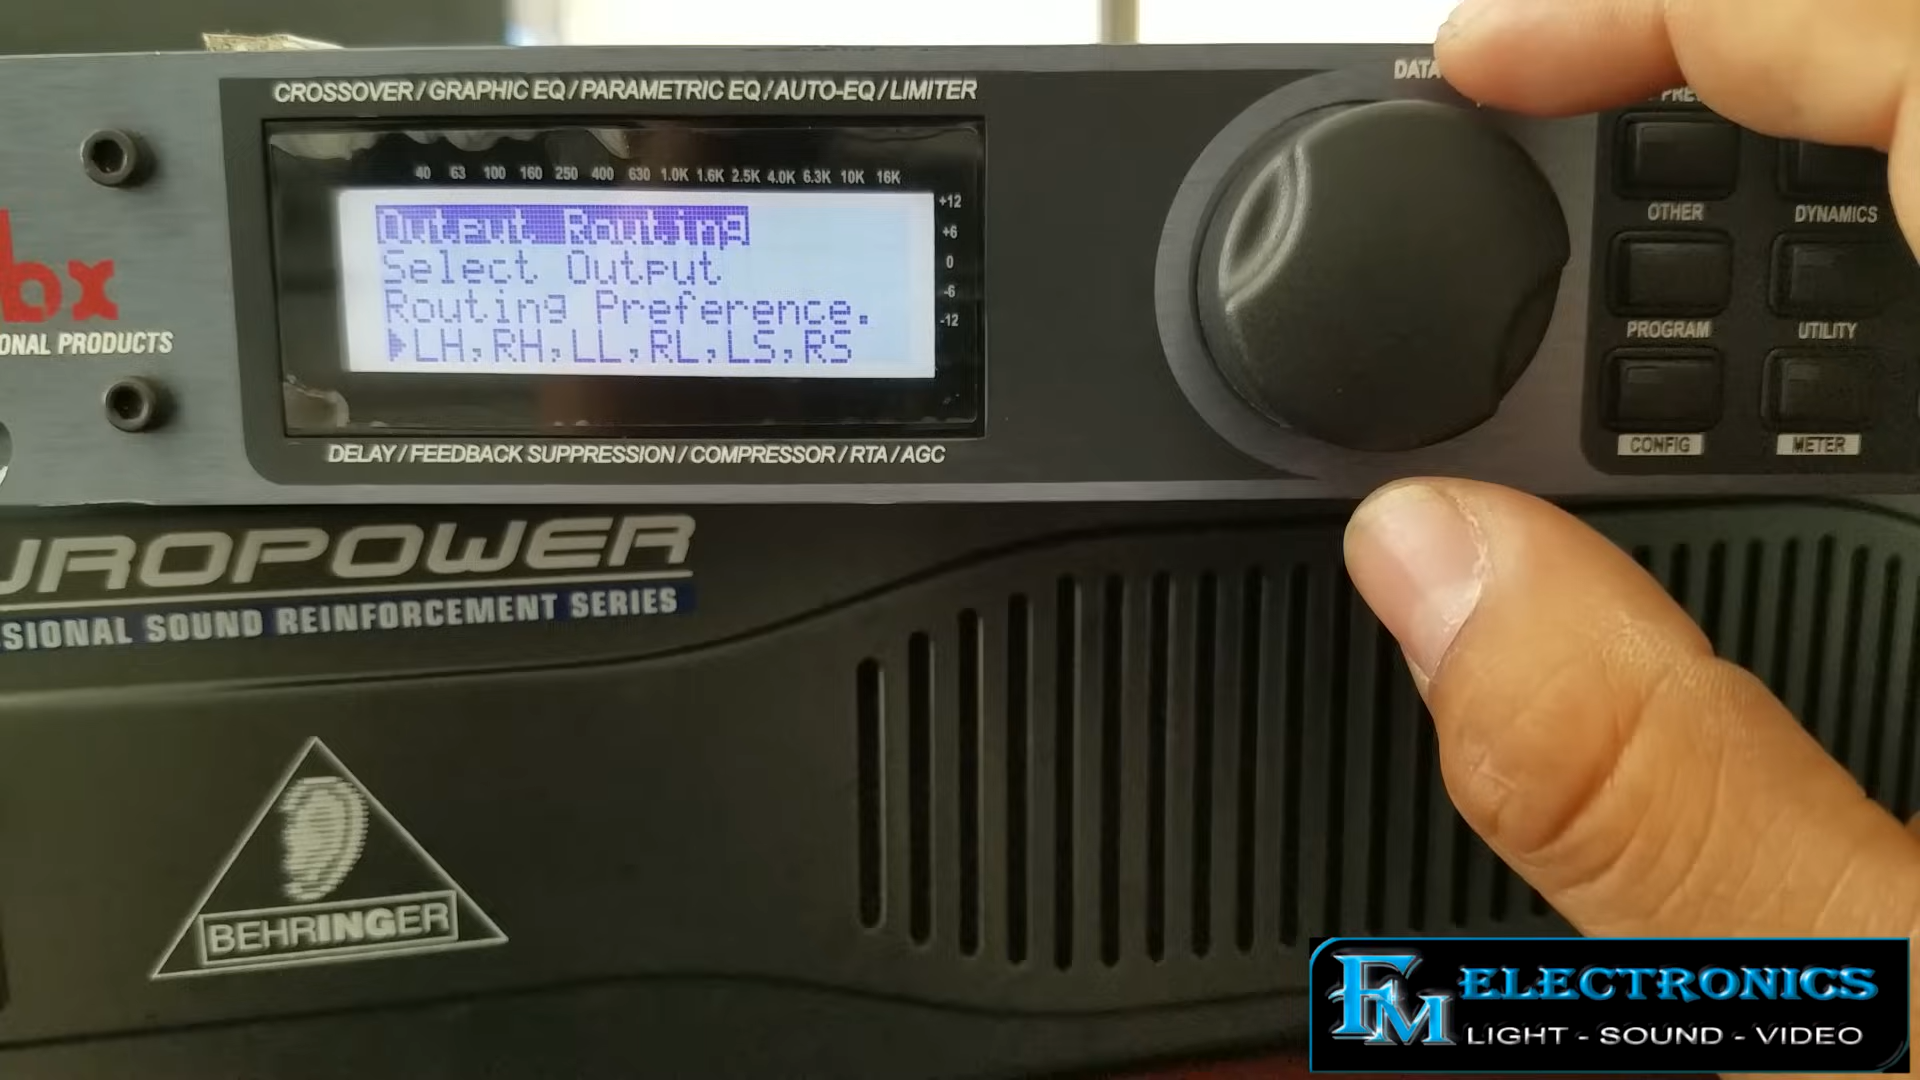 CROSSOVER / GRAPHIC EQ / PARAMETRIC EQ / AUTO-EQ / LIMITER
DATA
40 63 100 160 250 400 630 1.0K 1.6K 2.5K 4.0K 6.3K 10K 16K
+12
+6
0
-6
-12
Output Routing
Select Output
Routing Preference.
▶LH,RH,LL,RL,LS,RS
bx
ONAL PRODUCTS
DELAY / FEEDBACK SUPPRESSION / COMPRESSOR / RTA / AGC
OTHER DYNAMICS
PROGRAM UTILITY
CONFIG METER
UROPOWER
SSIONAL SOUND REINFORCEMENT SERIES
BEHRINGER
FM ELECTRONICS
LIGHT - SOUND - VIDEO